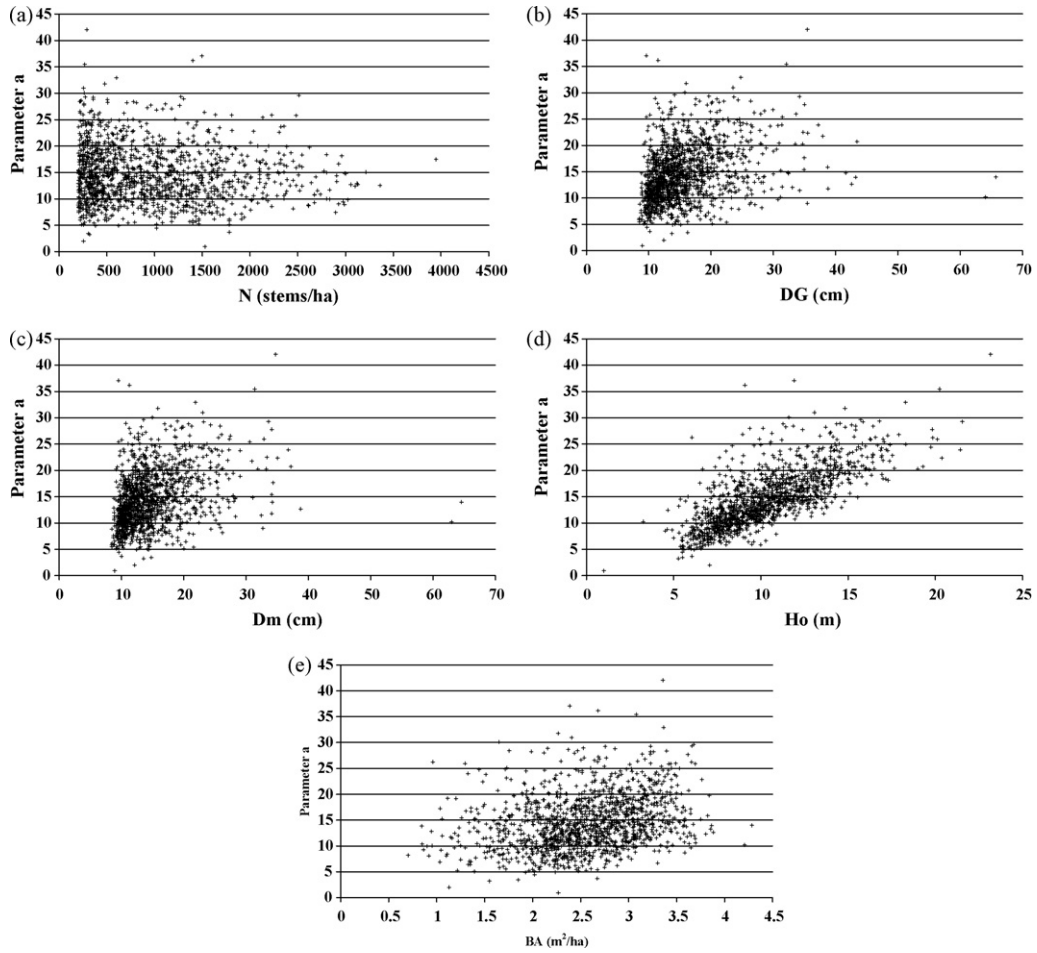 (a)
45
40
35
30
25
20
15
10
5
0
Parameter a
0 500 1000 1500 2000 2500 3000 3500 4000 4500
N (stems/ha)
(b)
45
40
35
30
25
20
15
10
5
0
Parameter a
0 10 20 30 40 50 60 70
DG (cm)
(c)
45
40
35
30
25
20
15
10
5
0
Parameter a
0 10 20 30 40 50 60 70
Dm (cm)
(d)
45
40
35
30
25
20
15
10
5
0
Parameter a
0 5 10 15 20 25
Ho (m)
(e)
45
40
35
30
25
20
15
10
5
0
Parameter a
0 0.5 1 1.5 2 2.5 3 3.5 4 4.5
BA (m²/ha)